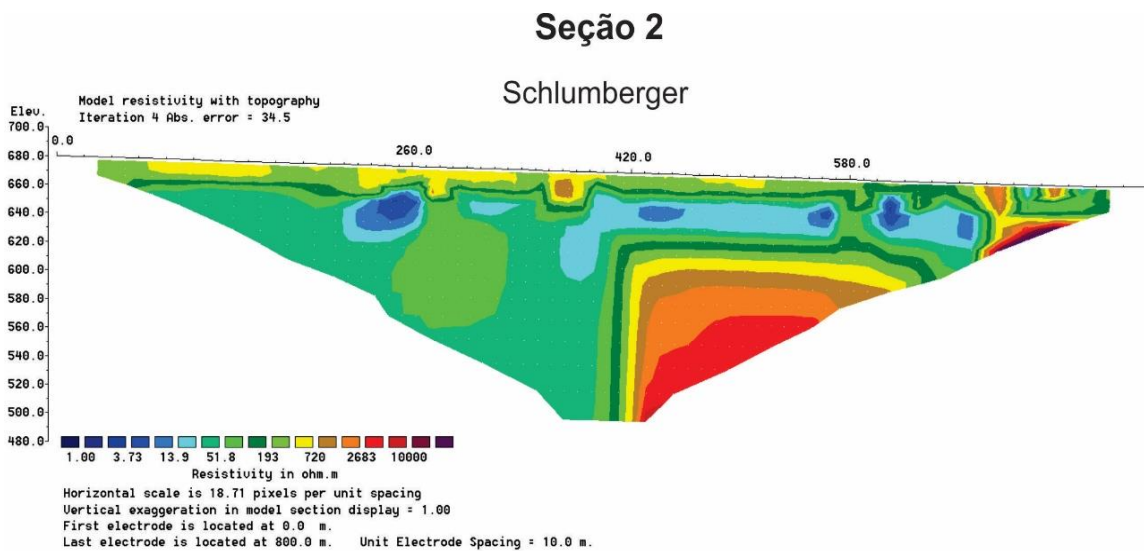 Seção 2
Schlumberger
Model resistivity with topography
Iteration 4 Abs. error = 34.5
Elev.
700.0
680.0
660.0
640.0
620.0
600.0
580.0
560.0
540.0
520.0
500.0
480.0
0.0
260.0
420.0
580.0
1.00 3.73 13.9 51.8 193 720 2683 10000
Resistivity in ohm.m
Horizontal scale is 18.71 pixels per unit spacing
Vertical exaggeration in model section display = 1.00
First electrode is located at 0.0 m.
Last electrode is located at 800.0 m. Unit Electrode Spacing = 10.0 m.